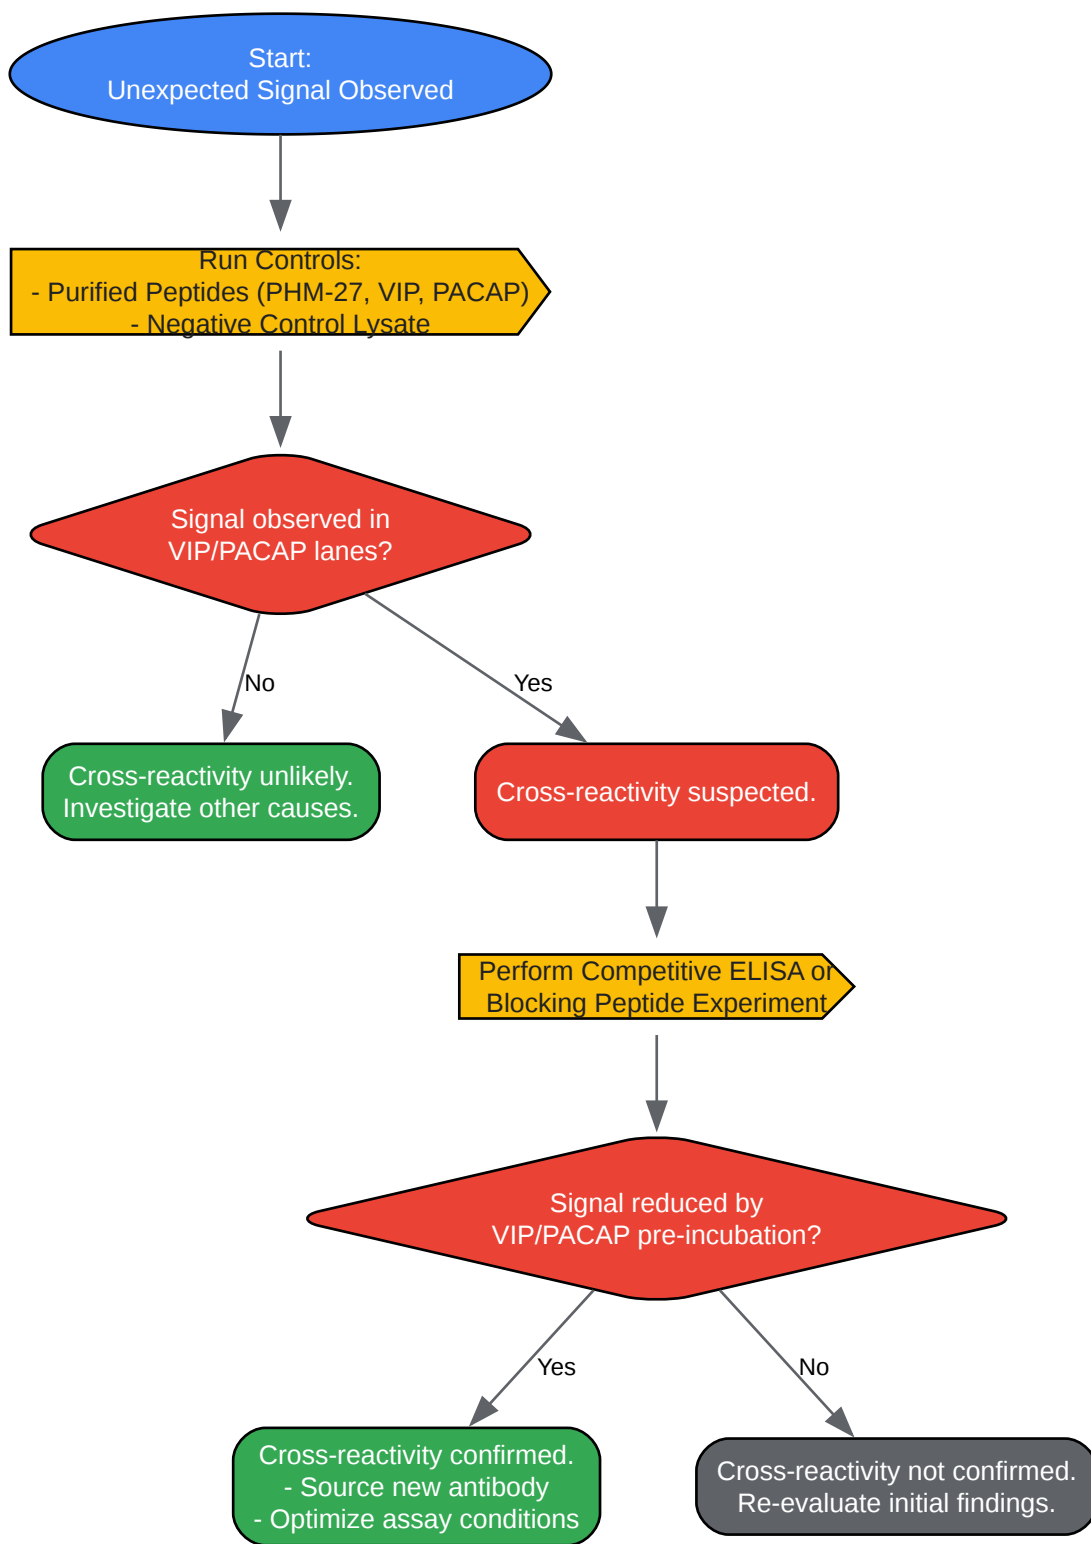 Start:
Unexpected Signal Observed
Run Controls:
- Purified Peptides (PHM-27, VIP, PACAP)
- Negative Control Lysate
Signal observed in
VIP/PACAP lanes?
No
Yes
Cross-reactivity unlikely.
Investigate other causes.
Cross-reactivity suspected.
Perform Competitive ELISA or
Blocking Peptide Experiment
Signal reduced by
VIP/PACAP pre-incubation?
Yes
No
Cross-reactivity confirmed.
- Source new antibody
- Optimize assay conditions
Cross-reactivity not confirmed.
Re-evaluate initial findings.